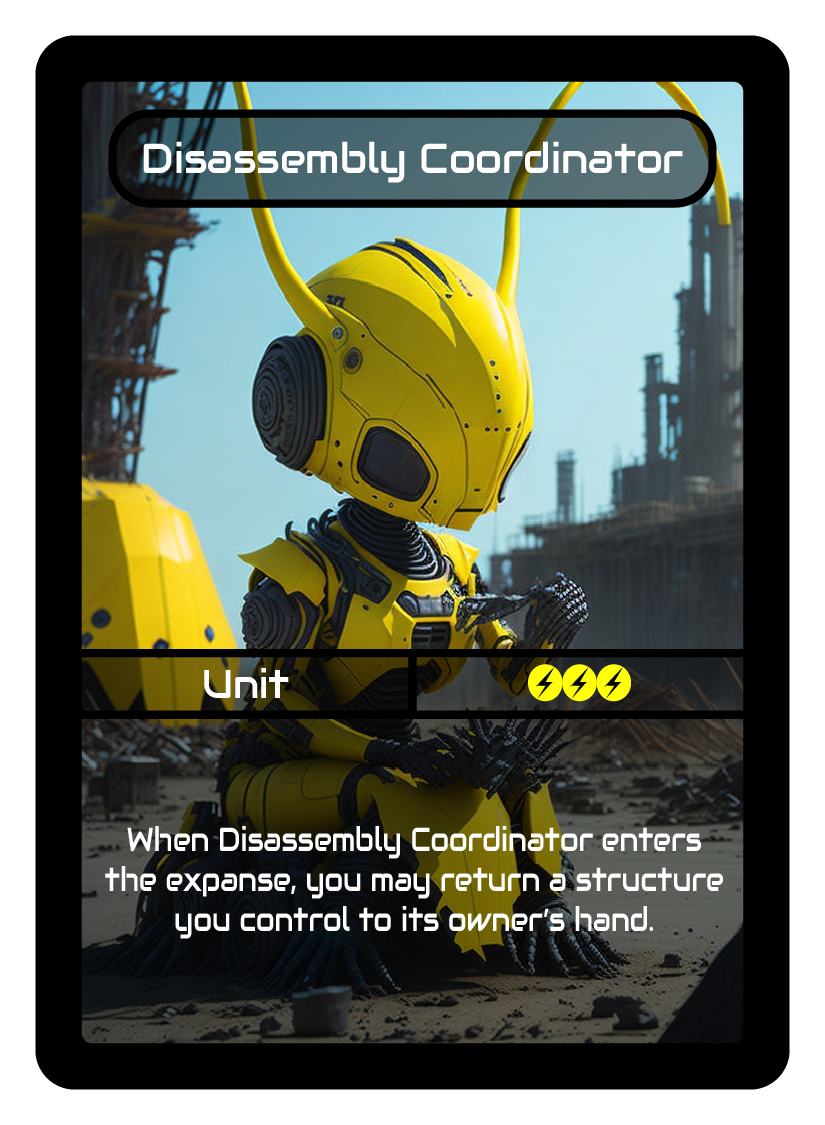 Disassembly Coordinator
Unit
When Disassembly Coordinator enters
the expanse, you may return a structure
you control to its owner's hand.